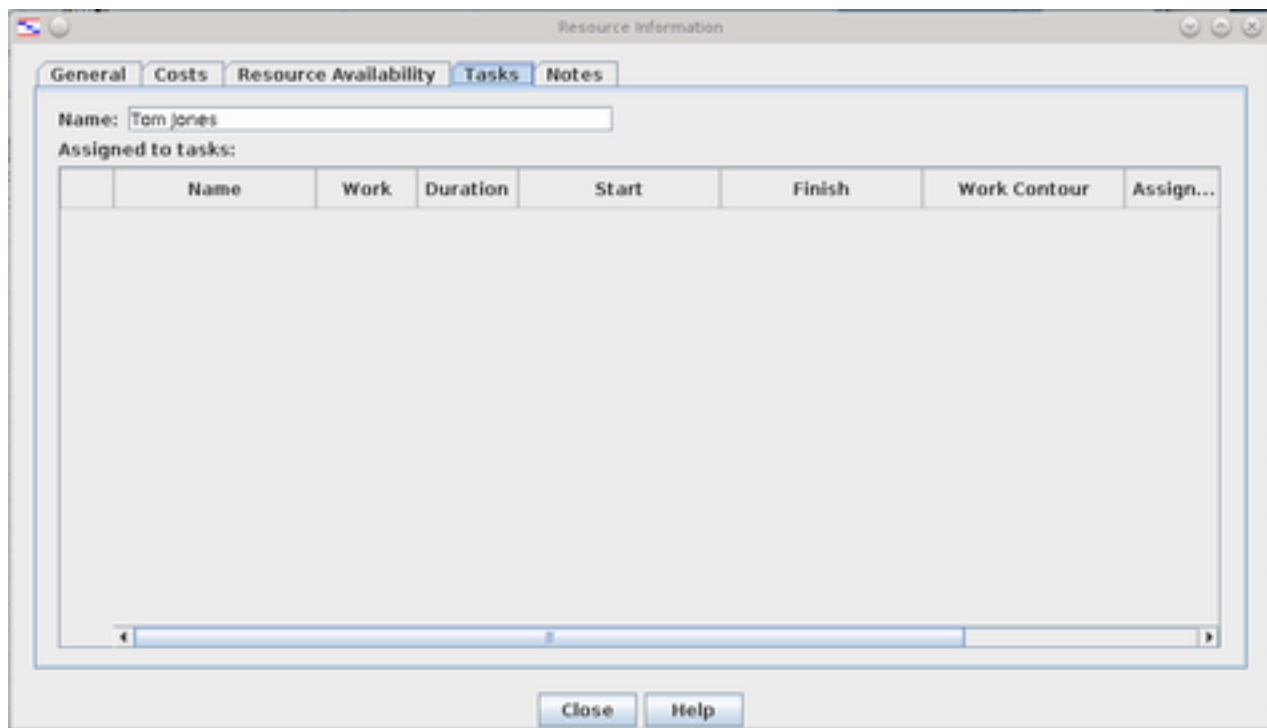 Resource Information
General Costs Resource Availability Tasks Notes
Name: Tom Jones
Assigned to tasks:
Name Work Duration Start Finish Work Contour Assign...
Close Help